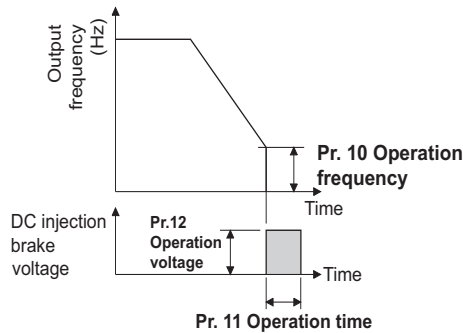 Output
frequency
(Hz)
Pr. 10 Operation
frequency
Time
DC injection
brake
voltage
Pr.12
Operation
voltage
Time
Pr. 11 Operation time